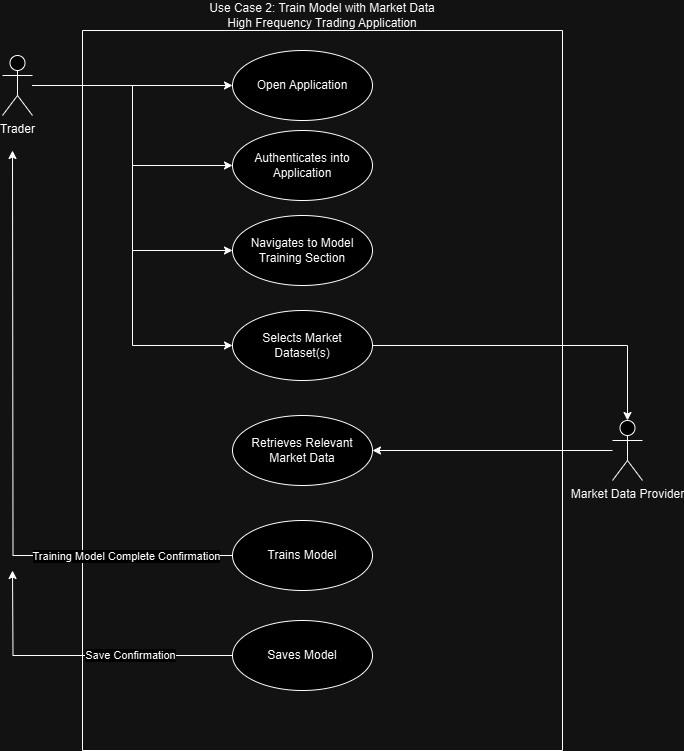 Use Case 2: Train Model with Market Data
High Frequency Trading Application
Open Application
Trader
Authenticates into
Application
Navigates to Model
Training Section
Selects Market
Dataset(s)
Retrieves Relevant
Market Data
Market Data Provider
Training Model Complete Confirmation
Trains Model
Save Confirmation
Saves Model